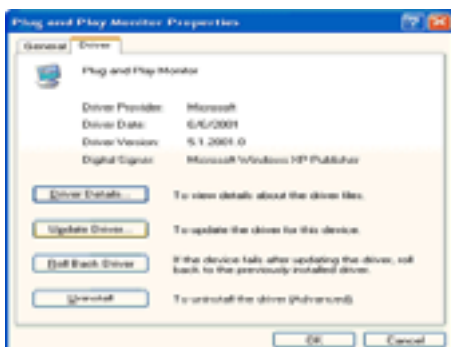 Plug and Play Monitor Properties
General Driver
Plug and Play Monitor
Driver Provider: Microsoft
Driver Date: 6/6/2001
Driver Version: 5.1.2001.0
Digital Signer: Microsoft Windows XP Publisher
Driver Details... To view details about the driver files.
Update Driver... To update the driver for this device.
Roll Back Driver If the device fails after updating the driver, roll
back to the previously installed driver.
Uninstall To uninstall the driver (Advanced).
OK Cancel